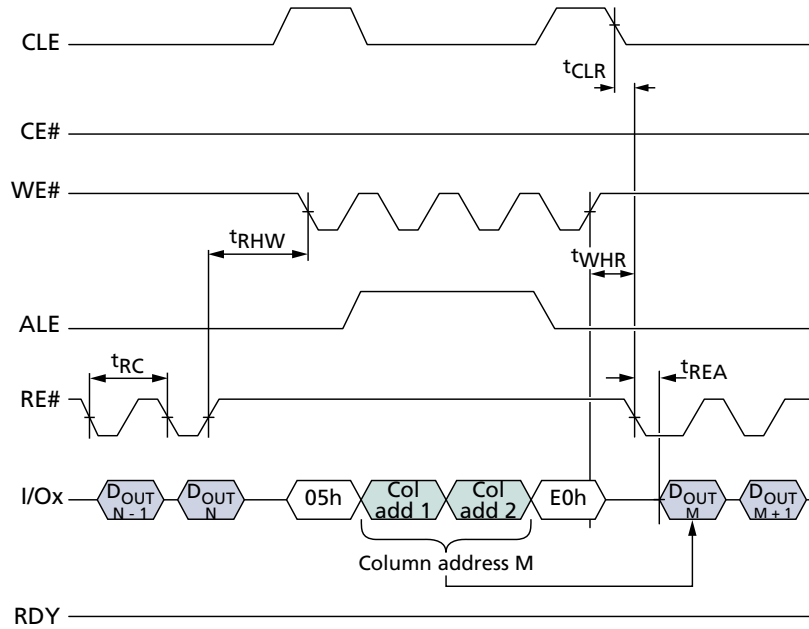 CLE
tCLR
CE#
WE#
tRHW
tWHR
ALE
tRC
tREA
RE#
I/Ox
DOUT
N - 1
DOUT
N
05h
Col
add 1
Col
add 2
E0h
DOUT
M
DOUT
M + 1
Column address M
RDY